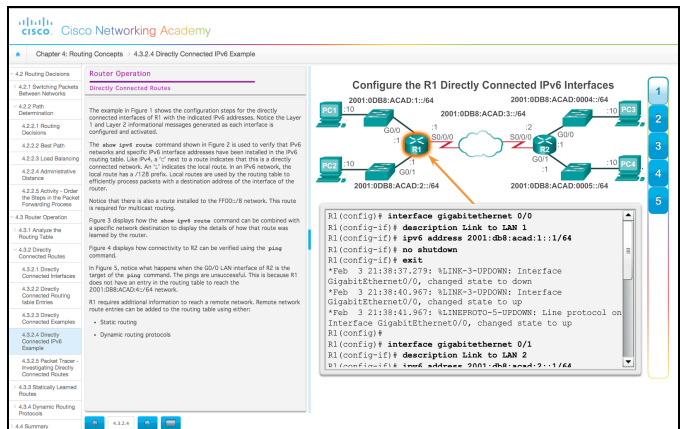 CISCO. Cisco Networking Academy
Chapter 4: Routing Concepts > 4.3.2.4 Directly Connected IPv6 Example
4.2 Routing Decisions
4.2.1 Switching Packets
Between Networks
4.2.2 Path
Determination
4.2.2.1 Routing
Decisions
4.2.2.2 Best Path
4.2.2.3 Load Balancing
4.2.2.4 Administrative
Distance
4.2.2.5 Activity - Order
the Steps in the Packet
Forwarding Process
4.3 Router Operation
4.3.1 Analyze the
Routing Table
4.3.2 Directly
Connected Routes
4.3.2.1 Directly
Connected Interfaces
4.3.2.2 Directly
Connected Routing
table Entries
4.3.2.3 Directly
Connected Examples
4.3.2.4 Directly
Connected IPv6
Example
4.3.2.5 Packet Tracer -
Investigating Directly
Connected Routes
4.3.3 Statically Learned
Routes
4.3.4 Dynamic Routing
Protocols
4.4 Summary
Router Operation
Directly Connected Routes
The example in Figure 1 shows the configuration steps for the directly
connected interfaces of R1 with the indicated IPv6 addresses. Notice the Layer
1 and Layer 2 informational messages generated as each interface is
configured and activated.
The show ipv6 route command shown in Figure 2 is used to verify that IPv6
networks and specific IPv6 interface addresses have been installed in the IPv6
routing table. Like IPv4, a 'C' next to a route indicates that this is a directly
connected network. An 'L' indicates the local route. In an IPv6 network, the
local route has a /128 prefix. Local routes are used by the routing table to
efficiently process packets with a destination address of the interface of the
router.
Notice that there is also a route installed to the FF00::/8 network. This route
is required for multicast routing.
Figure 3 displays how the show ipv6 route command can be combined with
a specific network destination to display the details of how that route was
learned by the router.
Figure 4 displays how connectivity to R2 can be verified using the ping
command.
In Figure 5, notice what happens when the G0/0 LAN interface of R2 is the
target of the ping command. The pings are unsuccessful. This is because R1
does not have an entry in the routing table to reach the
2001:DB8:ACAD:4::/64 network.
R1 requires additional information to reach a remote network. Remote network
route entries can be added to the routing table using either:
• Static routing
• Dynamic routing protocols
4.3.2.4
Configure the R1 Directly Connected IPv6 Interfaces
2001:0DB8:ACAD:1::/64 2001:0DB8:ACAD:0004::/64
PC1 :10 2001:0DB8:ACAD:3::/64 :10 PC3
G0/0 :1 :1 :2 G0/0 :1
S0/0/0 S0/0/0
R1 R2
PC2 :10 :1 G0/1 G0/1 :1 :10 PC4
2001:0DB8:ACAD:2::/64 2001:0DB8:ACAD:0005::/64
R1(config)# interface gigabitethernet 0/0
R1(config-if)# description Link to LAN 1
R1(config-if)# ipv6 address 2001:db8:acad:1::1/64
R1(config-if)# no shutdown
R1(config-if)# exit
*Feb 3 21:38:37.279: %LINK-3-UPDOWN: Interface
GigabitEthernet0/0, changed state to down
*Feb 3 21:38:40.967: %LINK-3-UPDOWN: Interface
GigabitEthernet0/0, changed state to up
*Feb 3 21:38:41.967: %LINEPROTO-5-UPDOWN: Line protocol on
Interface GigabitEthernet0/0, changed state to up
R1(config)#
R1(config)# interface gigabitethernet 0/1
R1(config-if)# description Link to LAN 2
R1(config-if)# ipv6 address 2001:db8:acad:2::1/64
1
2
3
4
5